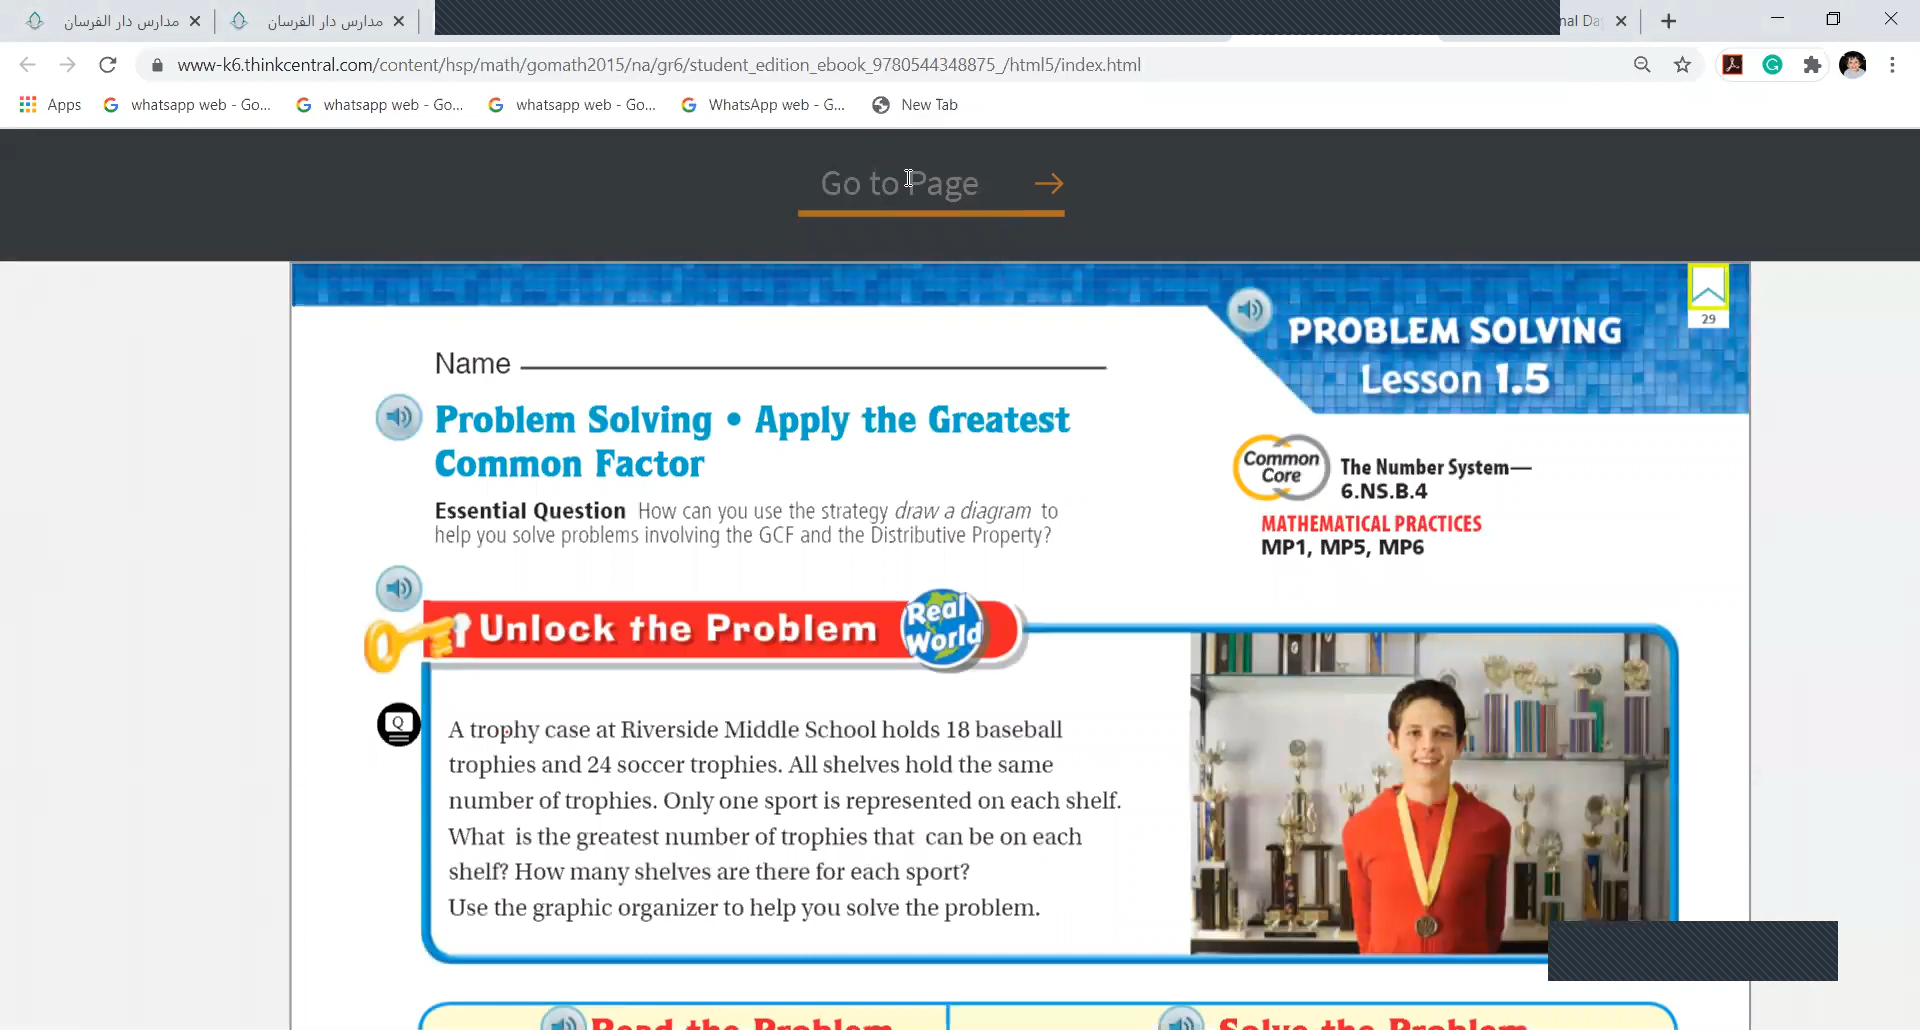 مدارس دار الفرسان
مدارس دار الفرسان
nal Da
www-k6.thinkcentral.com/content/hsp/math/gomath2015/na/gr6/student_edition_ebook_9780544348875_/html5/index.html
Apps
whatsapp web - Go...
whatsapp web - Go...
whatsapp web - Go...
WhatsApp web - G...
New Tab
Go to Page
29
PROBLEM SOLVING
Lesson 1.5
Name
Problem Solving • Apply the Greatest
Common Factor
Common
Core
The Number System—
6.NS.B.4
MATHEMATICAL PRACTICES
MP1, MP5, MP6
Essential Question How can you use the strategy draw a diagram to
help you solve problems involving the GCF and the Distributive Property?
Unlock the Problem
Real
World
Q
A trophy case at Riverside Middle School holds 18 baseball
trophies and 24 soccer trophies. All shelves hold the same
number of trophies. Only one sport is represented on each shelf.
What is the greatest number of trophies that can be on each
shelf? How many shelves are there for each sport?
Use the graphic organizer to help you solve the problem.
Read the Problem
Solve the Problem